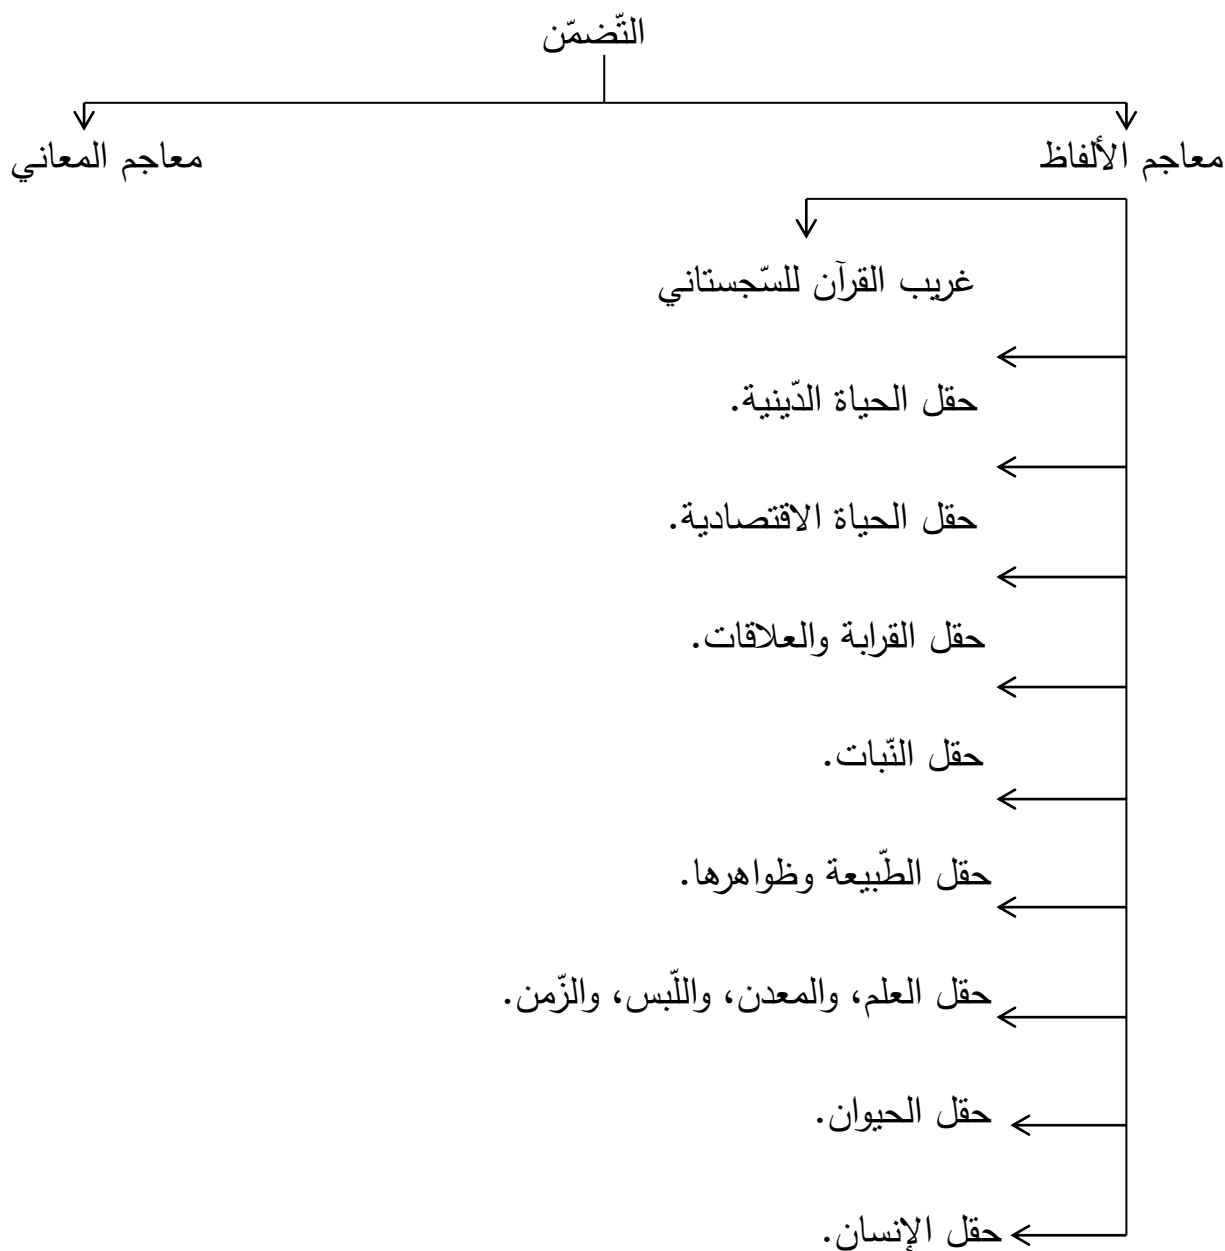 التّضمّن
معاجم الألفاظ
معاجم المعاني
غريب القرآن للسّجستاني
حقل الحياة الدّينية.
حقل الحياة الاقتصادية.
حقل القرابة والعلاقات.
حقل النّبات.
حقل الطّبيعة وظواهرها.
حقل العلم، والمعدن، واللّبس، والزّمن.
حقل الحيوان.
حقل الإنسان.